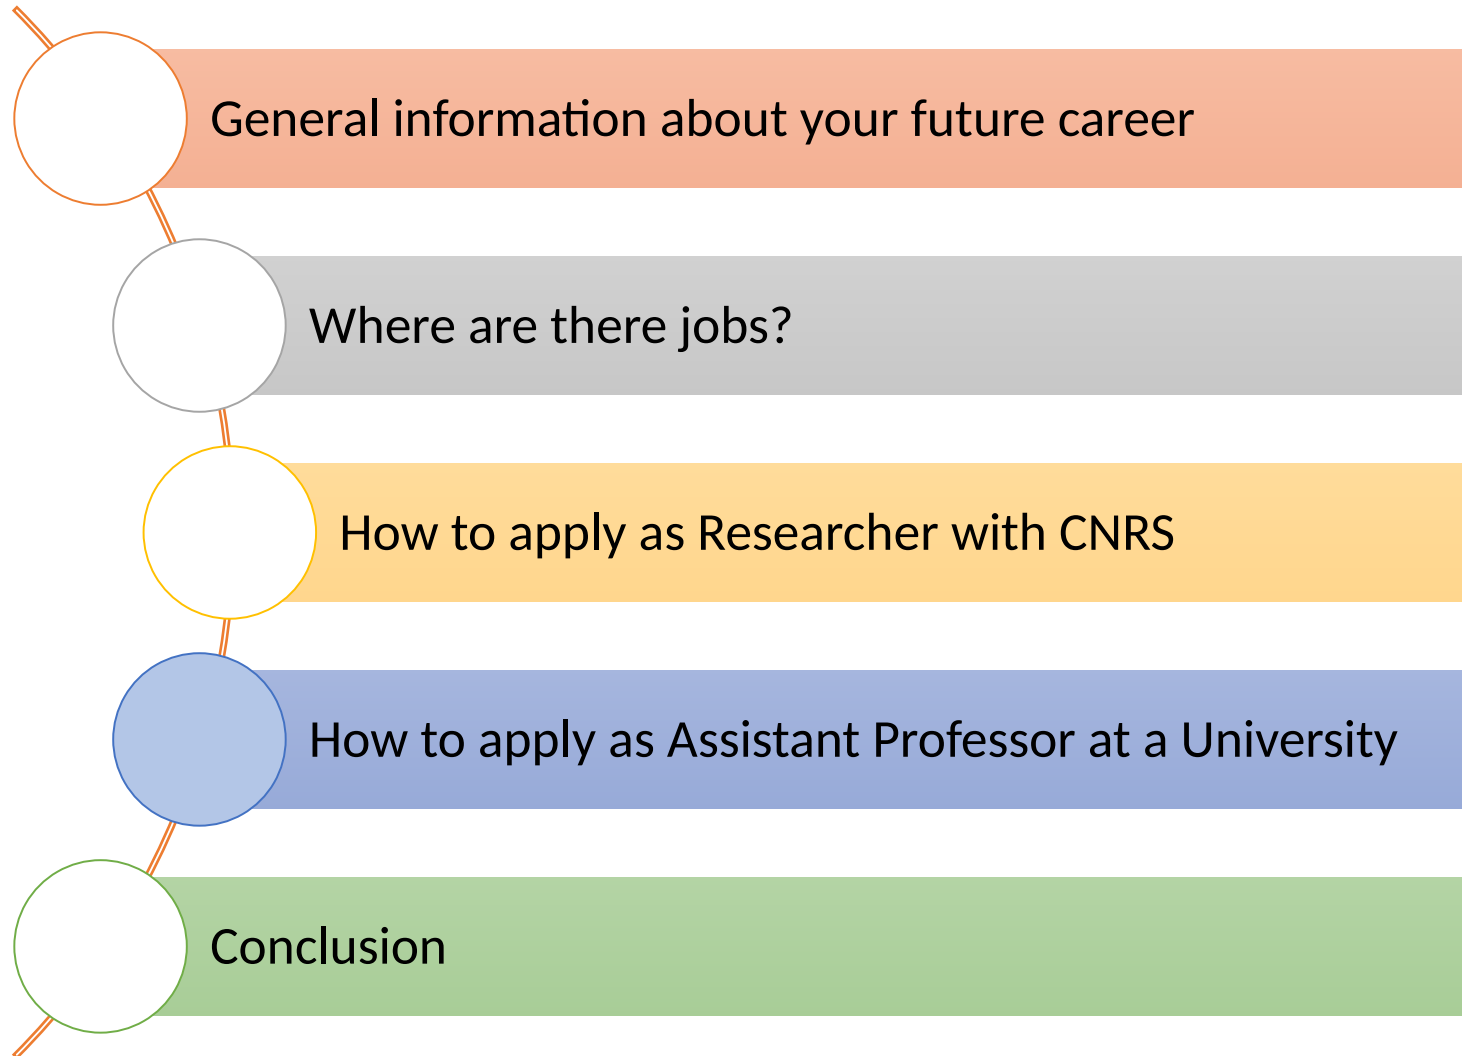 General information about your future career
Where are there jobs?
How to apply as Researcher with CNRS
How to apply as Assistant Professor at a University
Conclusion